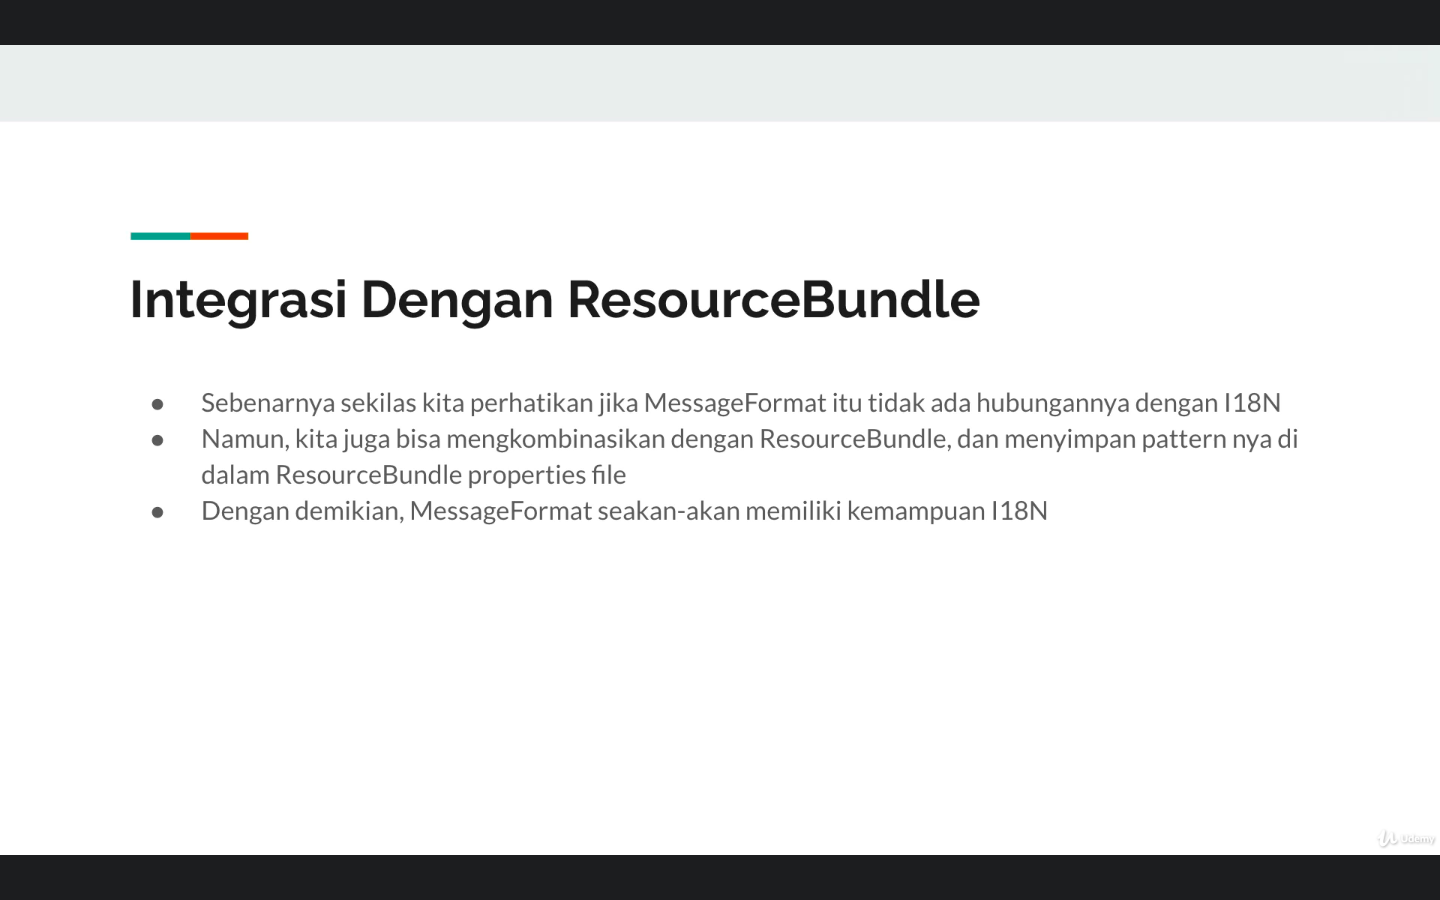 Integrasi Dengan ResourceBundle
● Sebenarnya sekilas kita perhatikan jika MessageFormat itu tidak ada hubungannya dengan I18N
● Namun, kita juga bisa mengkombinasikan dengan ResourceBundle, dan menyimpan pattern nya di
dalam ResourceBundle properties file
● Dengan demikian, MessageFormat seakan-akan memiliki kemampuan I18N
Udemy